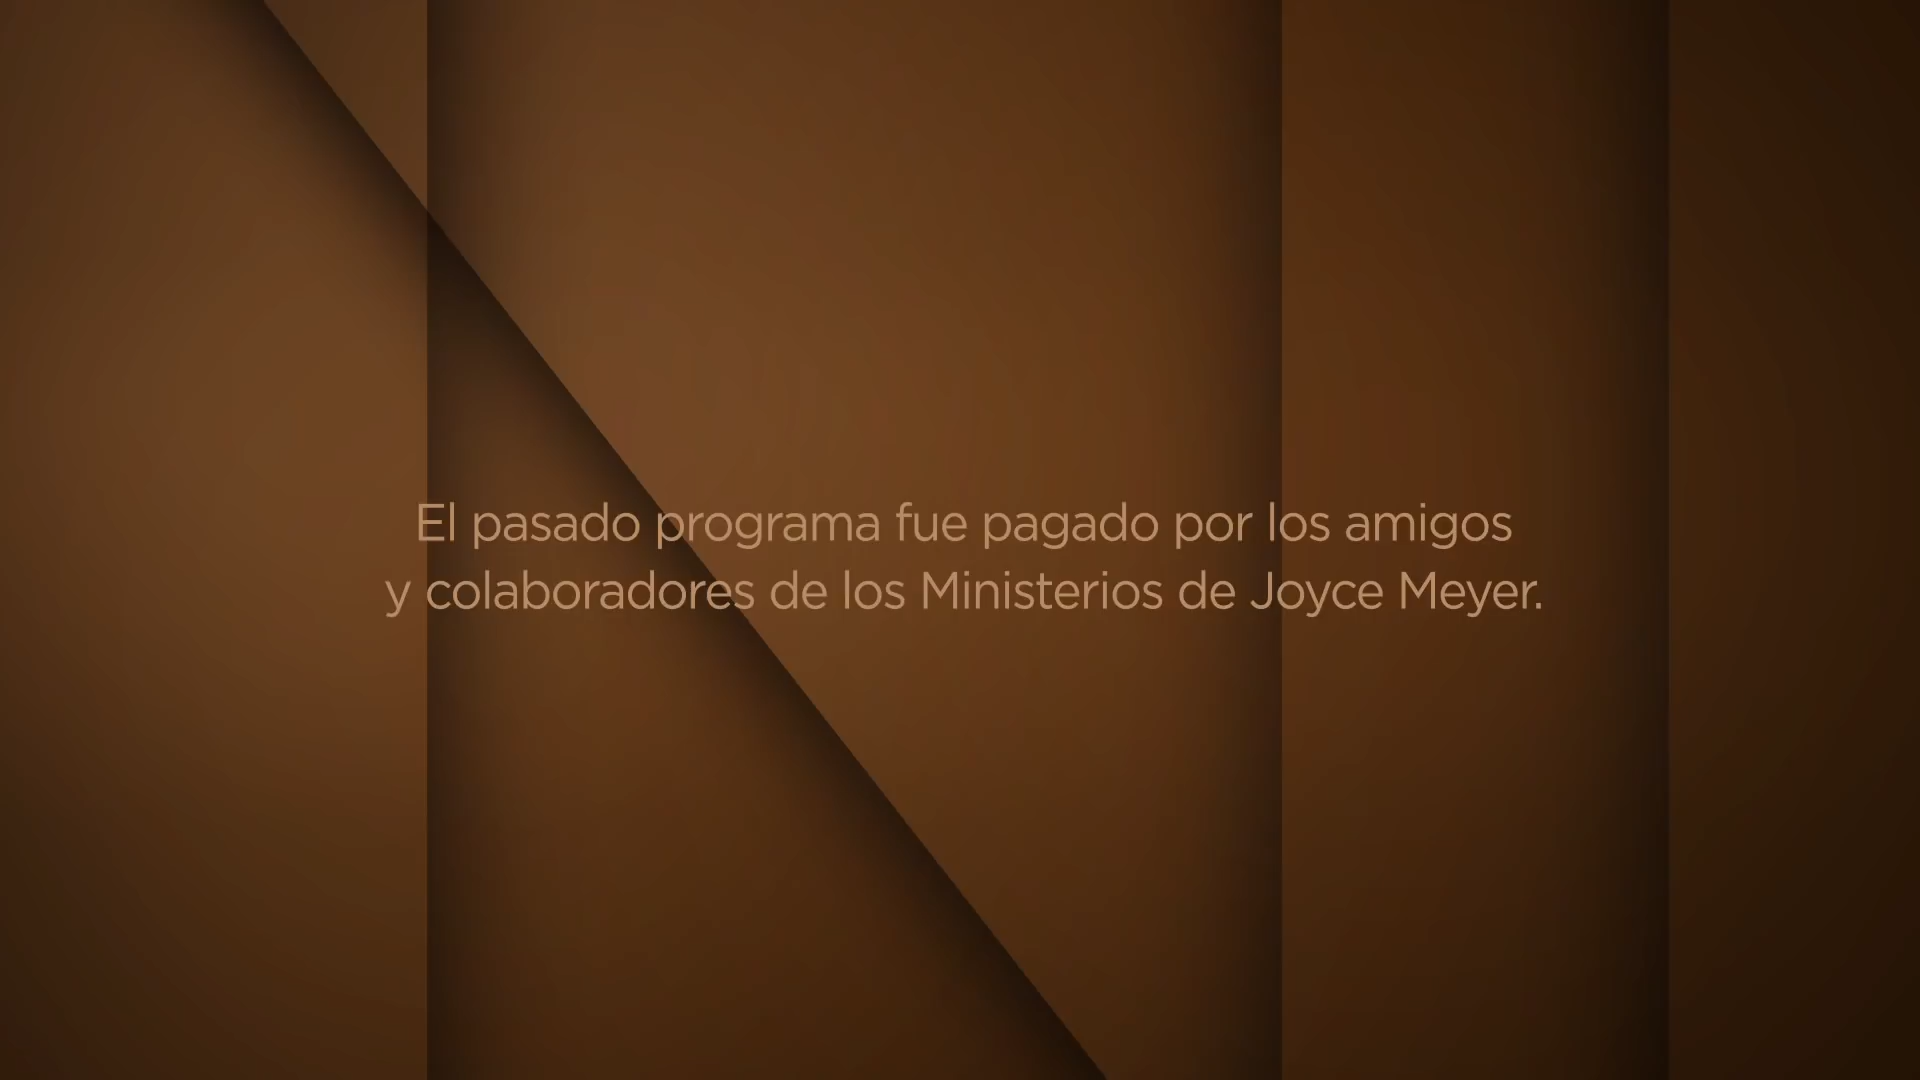 El pasado programa fue pagado por los amigos
y colaboradores de los Ministerios de Joyce Meyer.